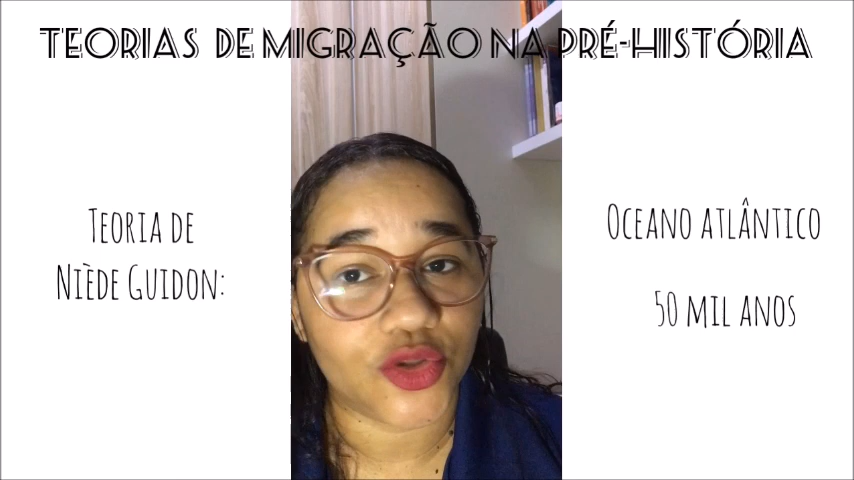 TEORIAS DE MIGRAÇÃO NA PRÉ-HISTÓRIA
Teoria de
Niède Guidon:
Oceano atlântico
50 mil anos